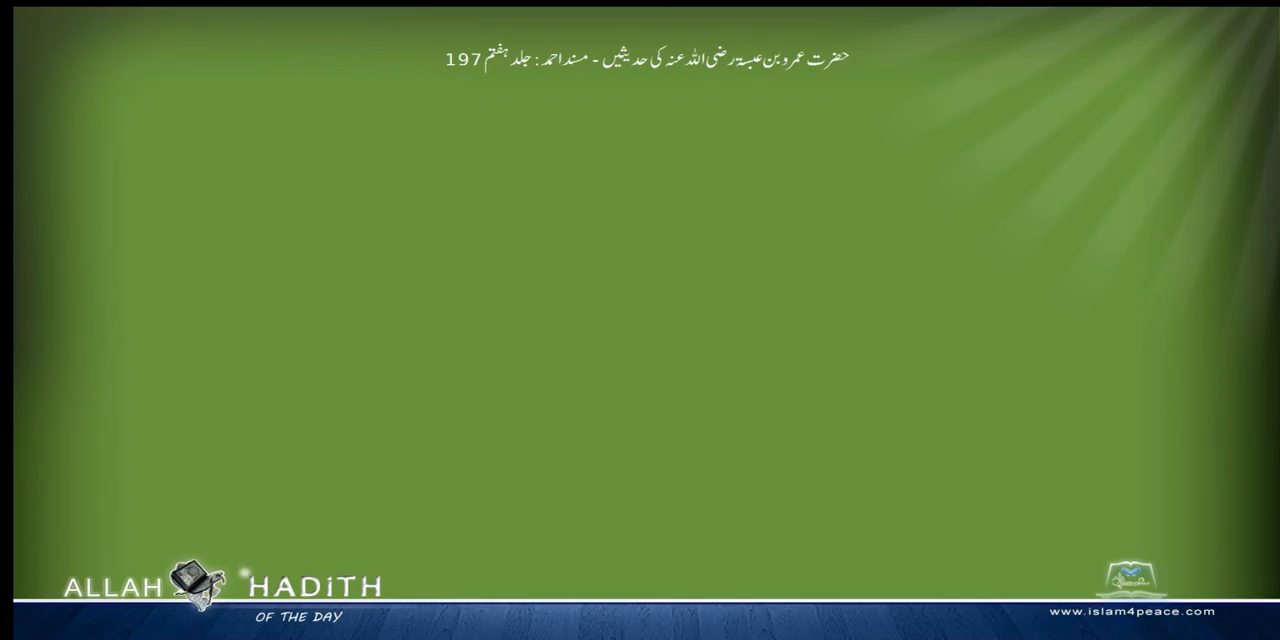 حضرت عمرو بن عبسۃ رضی اللہ عنہ کی حدیثیں - مسند احمد : جلد ہفتم 197
ALLAH HADITH
OF THE DAY
www.islam4peace.com